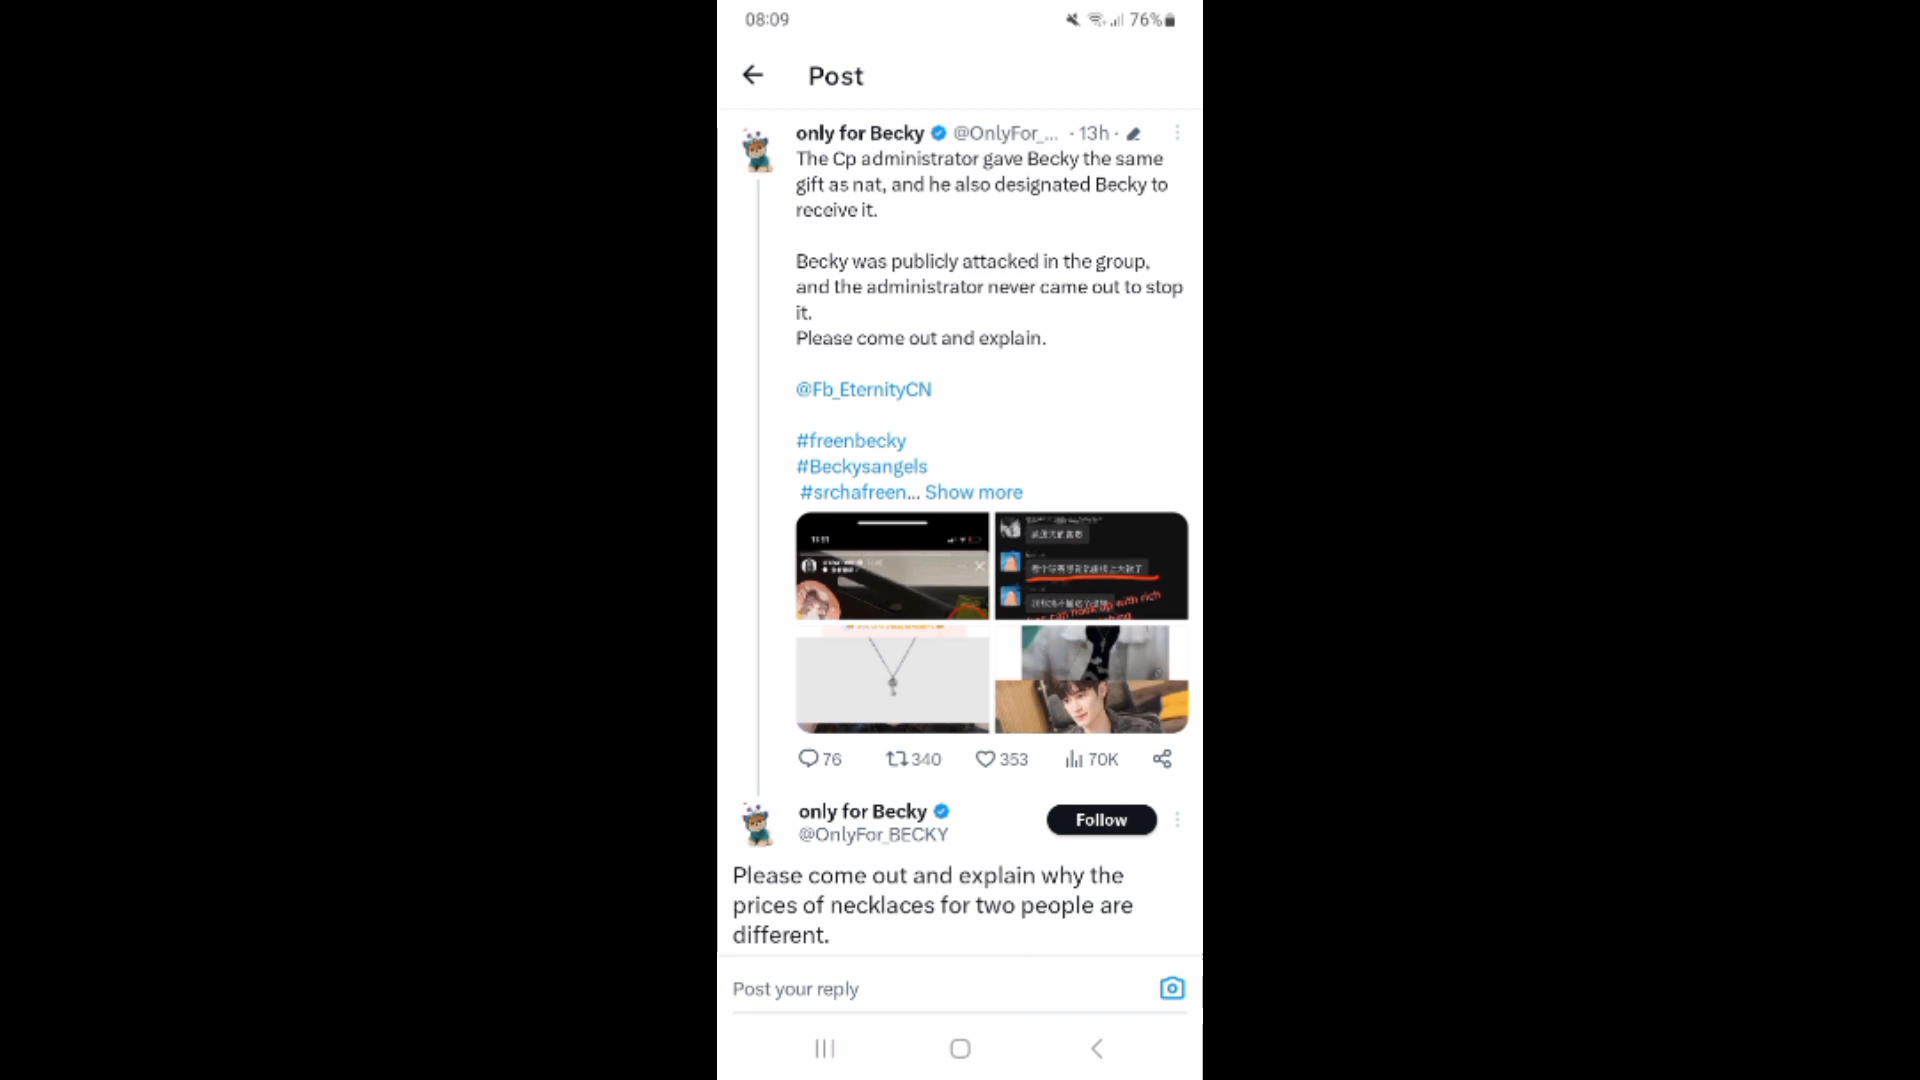 08:09
76%
Post
only for Becky @OnlyFor_... · 13h ·
The Cp administrator gave Becky the same
gift as nat, and he also designated Becky to
receive it.
Becky was publicly attacked in the group,
and the administrator never came out to stop
it.
Please come out and explain.
@Fb_EternityCN
#freenbecky
#Beckysangels
#srchafreen... Show more
with rich
76
340
353
70K
only for Becky
@OnlyFor_BECKY
Follow
Please come out and explain why the
prices of necklaces for two people are
different.
Post your reply